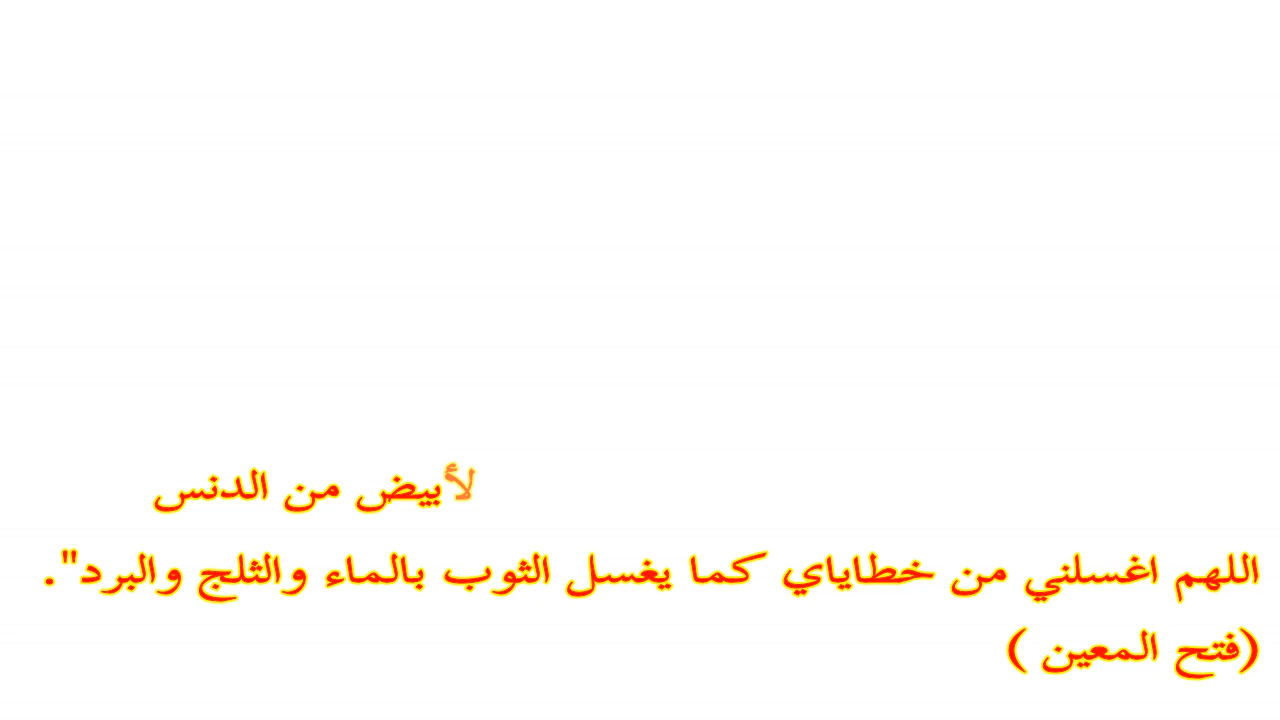 لأبيض من الدنس
اللهم اغسلني من خطاياي كما يغسل الثوب بالماء والثلج والبرد".
(فتح المعين )